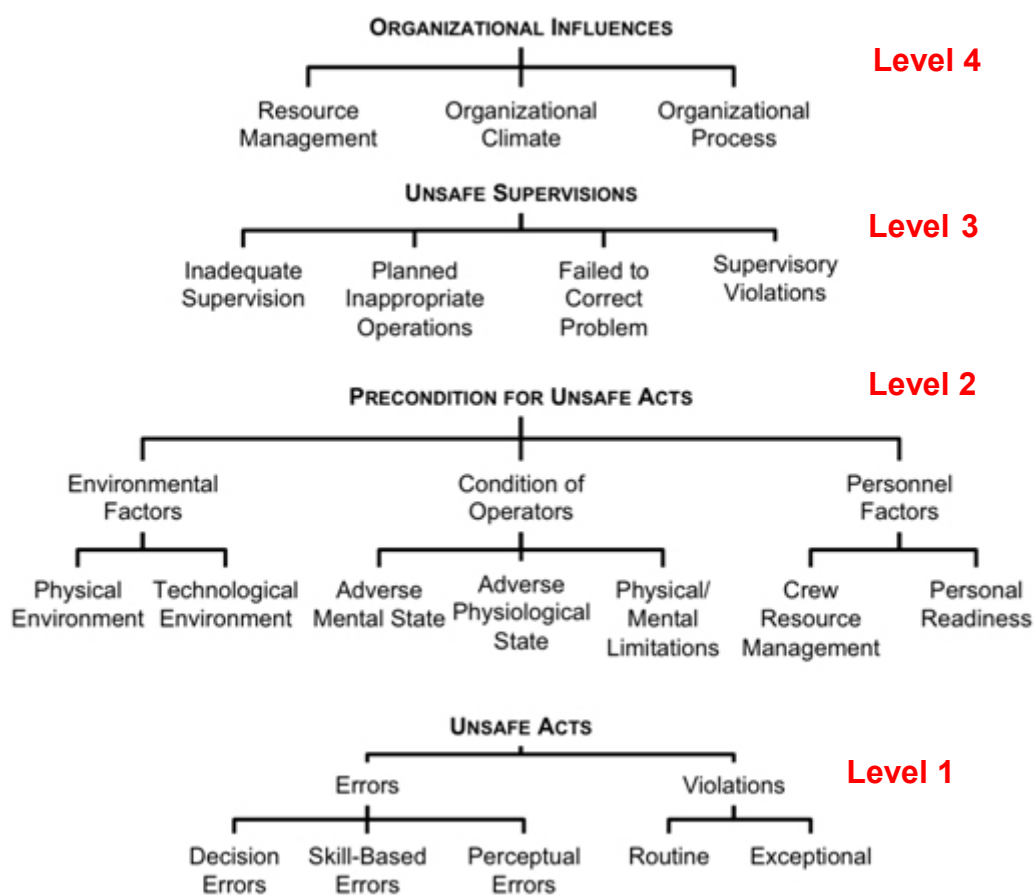 ORGANIZATIONAL INFLUENCES
Level 4
Resource
Management
Organizational
Climate
Organizational
Process
UNSAFE SUPERVISIONS
Level 3
Inadequate
Supervision
Planned
Inappropriate
Operations
Failed to
Correct
Problem
Supervisory
Violations
Level 2
PRECONDITION FOR UNSAFE ACTS
Environmental
Factors
Condition of
Operators
Personnel
Factors
Physical
Environment
Technological
Environment
Adverse
Mental State
Adverse
Physiological
State
Physical/
Mental
Limitations
Crew
Resource
Management
Personal
Readiness
UNSAFE ACTS
Level 1
Errors
Violations
Decision
Errors
Skill-Based
Errors
Perceptual
Errors
Routine
Exceptional